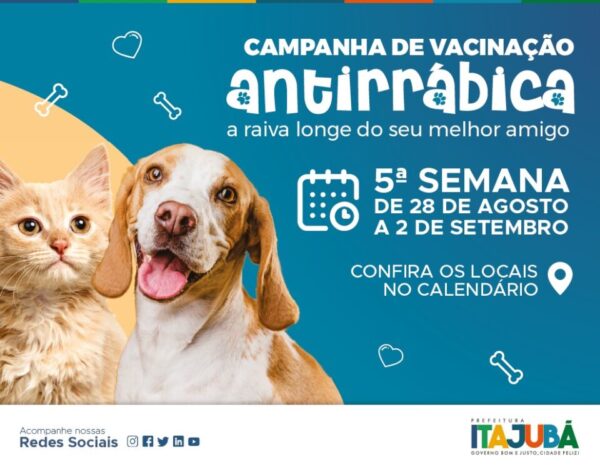 CAMPANHA DE VACINAÇÃO
antirrábica
a raiva longe do seu melhor amigo
5ª SEMANA
DE 28 DE AGOSTO
A 2 DE SETEMBRO
CONFIRA OS LOCAIS
NO CALENDÁRIO
Acompanhe nossas
Redes Sociais
PREFEITURA
ITAJUBÁ
GOVERNO BOM E JUSTO, CIDADE FELIZ!